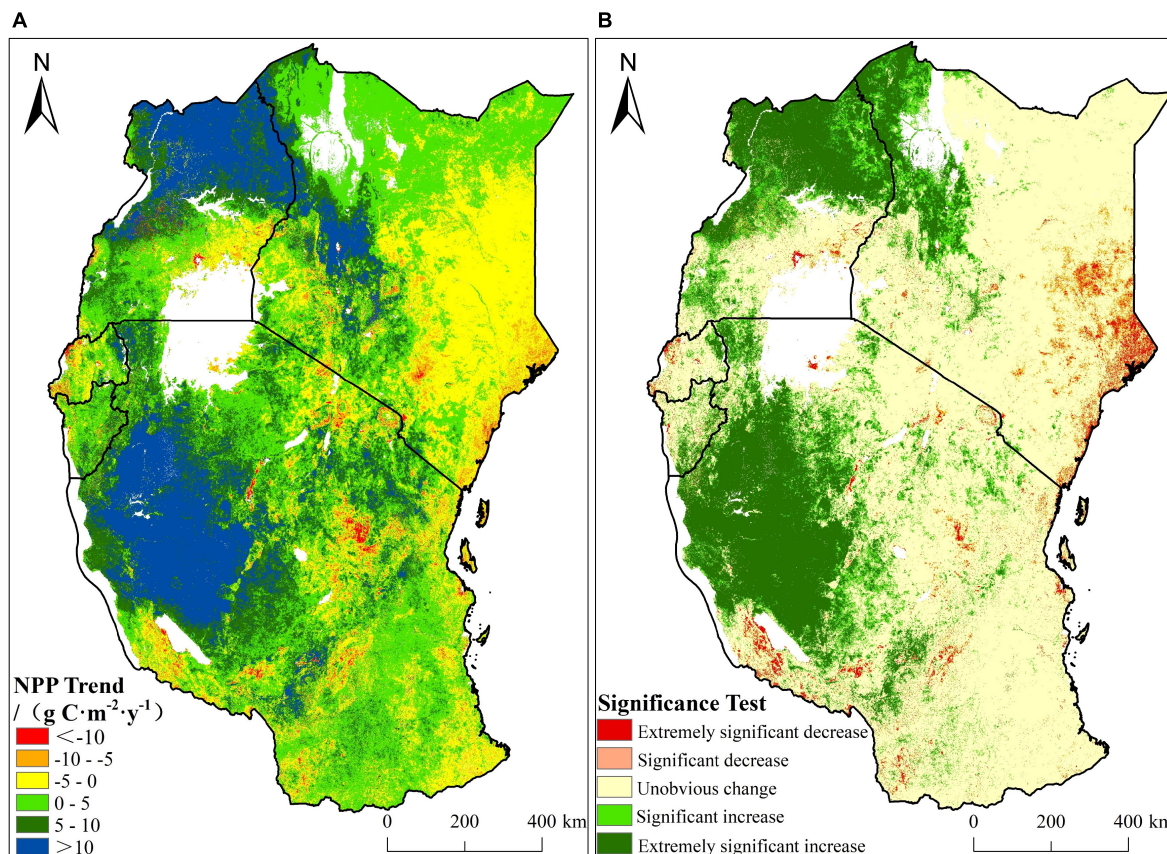 A
B
N
N
NPP Trend
/（g C·m⁻²·y⁻¹）
＜-10
-10 - -5
-5 - 0
0 - 5
5 - 10
＞10
0 200 400 km
Significance Test
Extremely significant decrease
Significant decrease
Unobvious change
Significant increase
Extremely significant increase
0 200 400 km